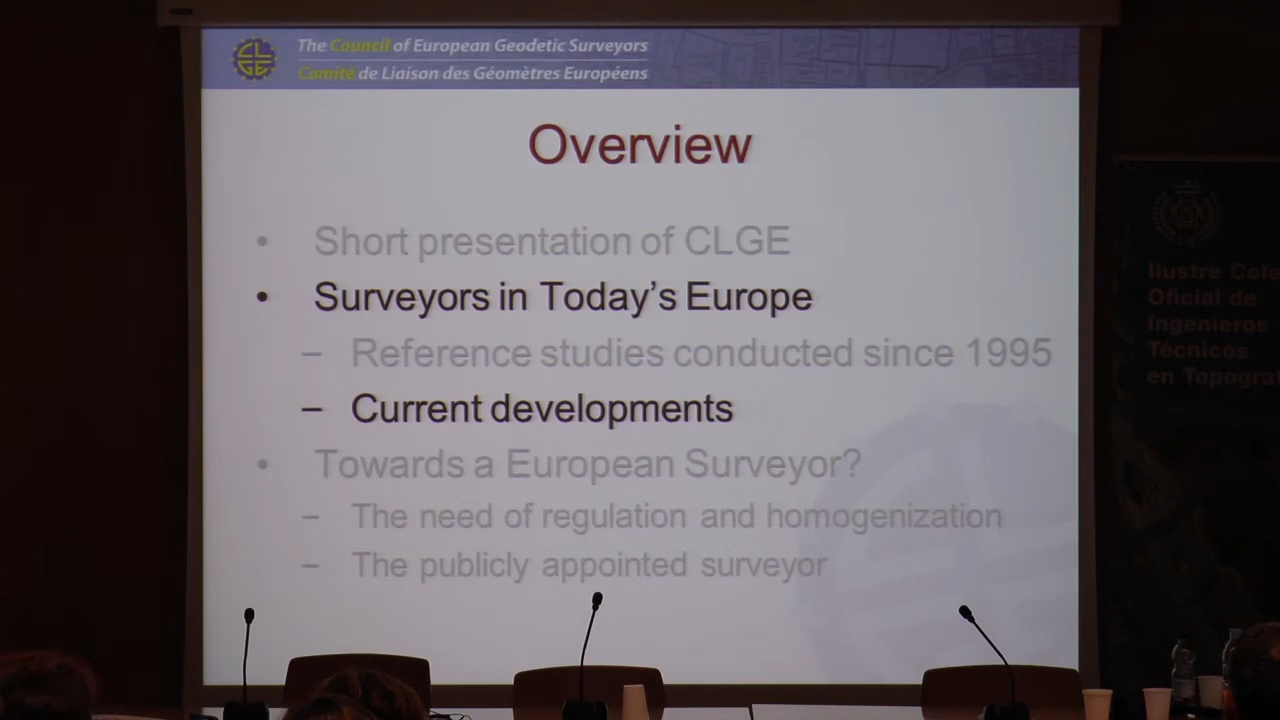 The Council of European Geodetic Surveyors
Comité de Liaison des Géomètres Européens
Overview
• Short presentation of CLGE
• Surveyors in Today's Europe
– Reference studies conducted since 1995
– Current developments
• Towards a European Surveyor?
– The need of regulation and homogenization
– The publicly appointed surveyor
Ilustre Cole
Oficial de
Ingenieros
Técnicos
en Topogra